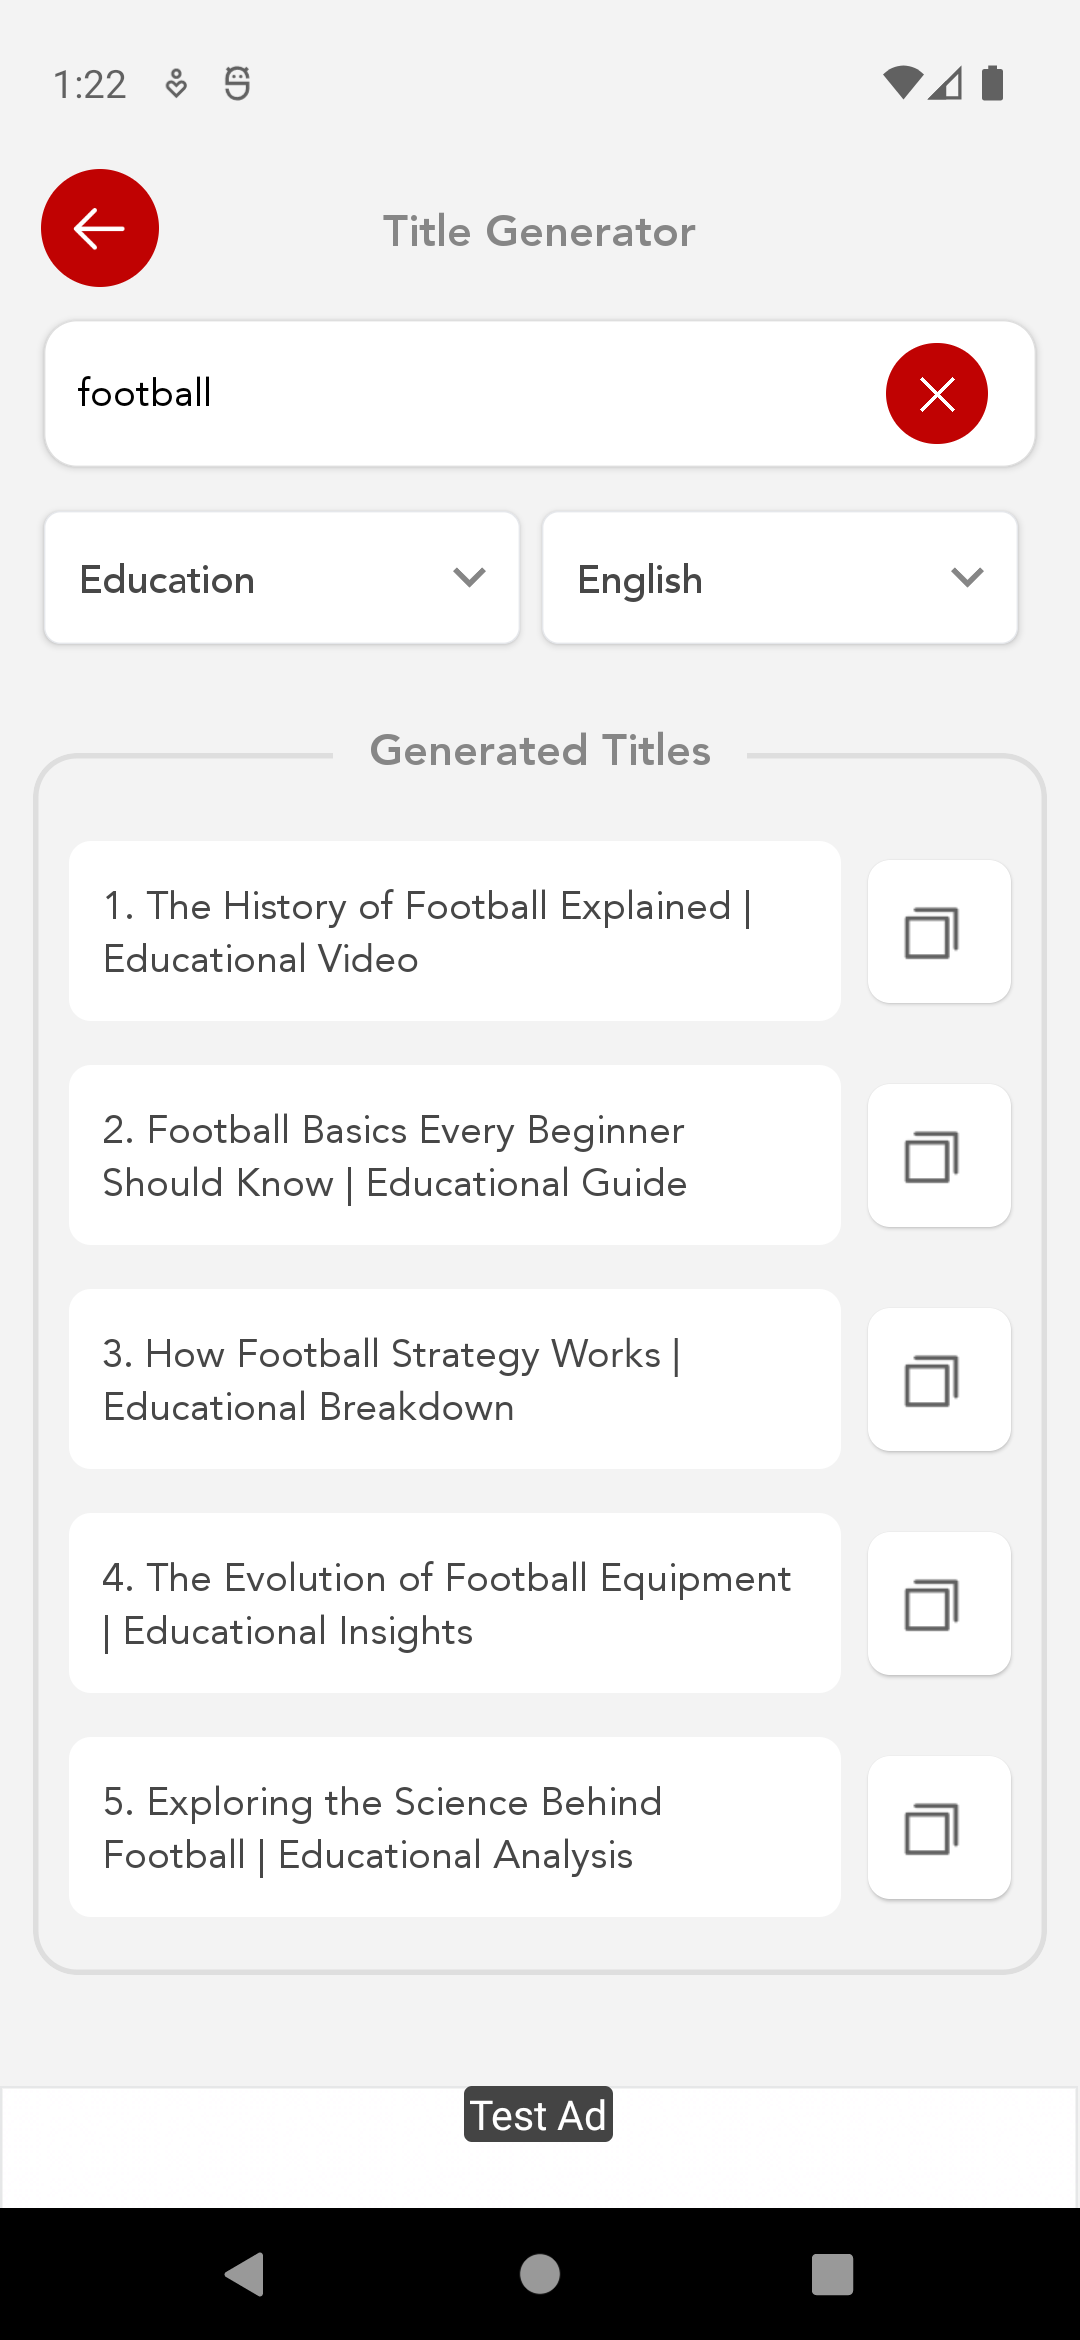 1:22
Title Generator
football
Education
English
Generated Titles
1. The History of Football Explained |
Educational Video
2. Football Basics Every Beginner
Should Know | Educational Guide
3. How Football Strategy Works |
Educational Breakdown
4. The Evolution of Football Equipment
| Educational Insights
5. Exploring the Science Behind
Football | Educational Analysis
Test Ad